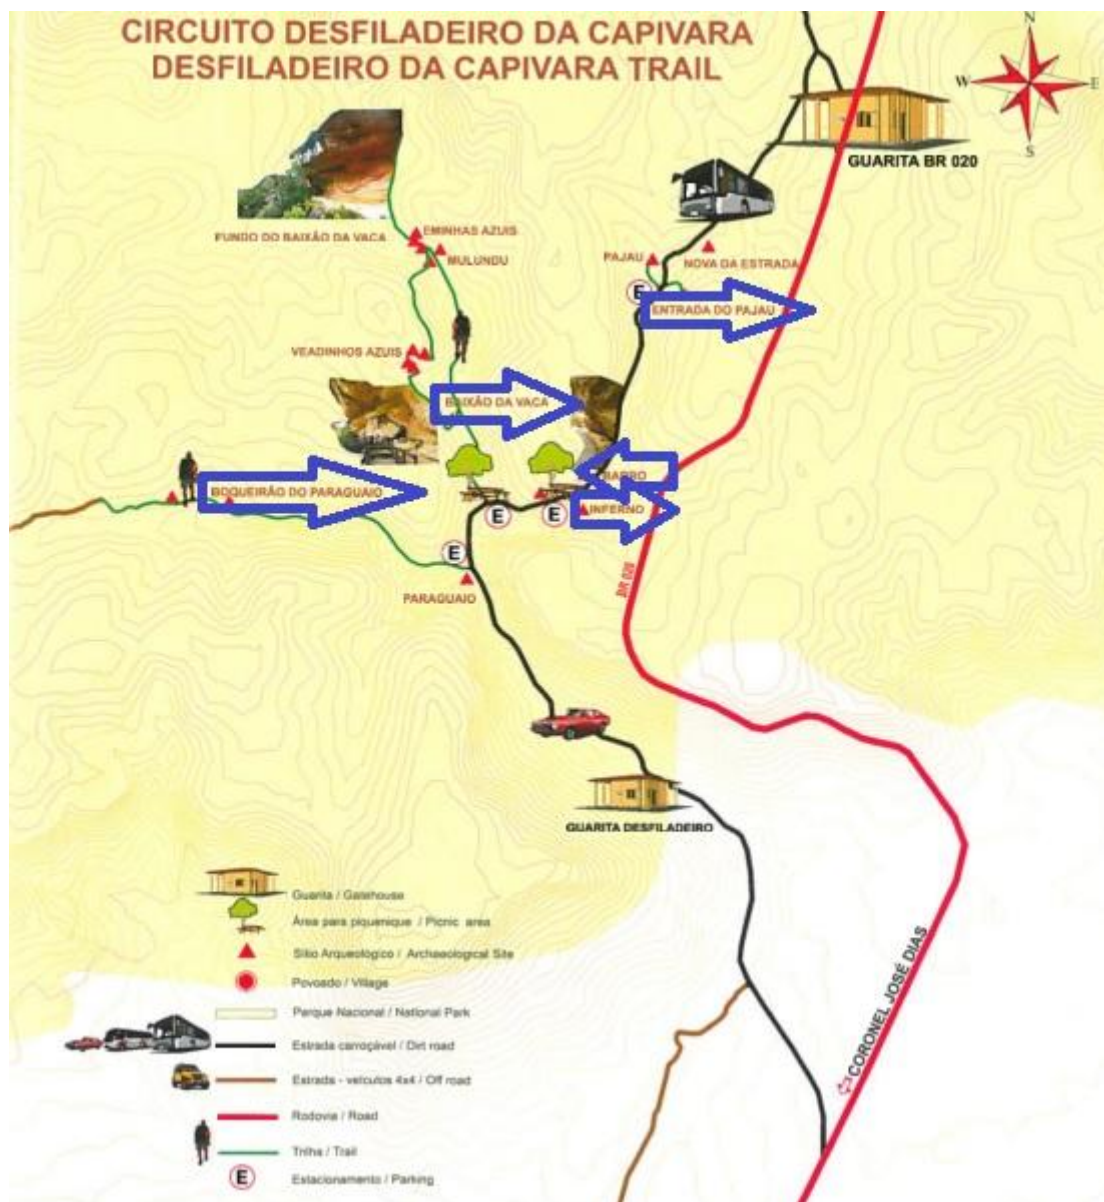 CIRCUITO DESFILADEIRO DA CAPIVARA
DESFILADEIRO DA CAPIVARA TRAIL
N
W
E
S
GUARITA BR 020
FUNDO DO BAIXÃO DA VACA
EMINHAS AZUIS
MULUNDU
PAJAU
NOVA DA ESTRADA
E
ENTRADA DO PAJAU
VEADINHOS AZUIS
BAIXÃO DA VACA
BARRO
BOQUEIRÃO DO PARAGUAIO
INFERNO
E
E
E
PARAGUAIO
BR 020
GUARITA DESFILADEIRO
Guarita / Gatehouse
Área para piquenique / Picnic area
Sítio Arqueológico / Archaeological Site
Povoado / Village
Parque Nacional / National Park
Estrada carroçável / Dirt road
Estrada - veículos 4x4 / Off road
Rodovia / Road
Trilha / Trail
E
Estacionamento / Parking
CORONEL JOSÉ DIAS